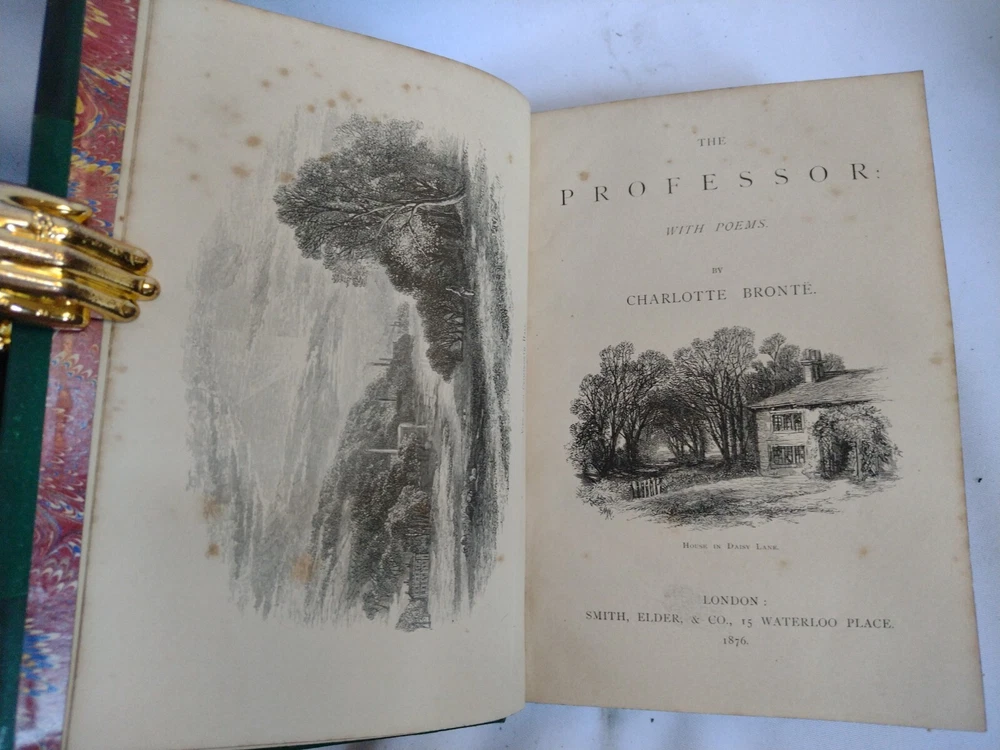 THE
PROFESSOR:
WITH POEMS.
BY
CHARLOTTE BRONTË.
HOUSE IN DAISY LANE.
LONDON:
SMITH, ELDER, & CO., 15 WATERLOO PLACE.
1876.